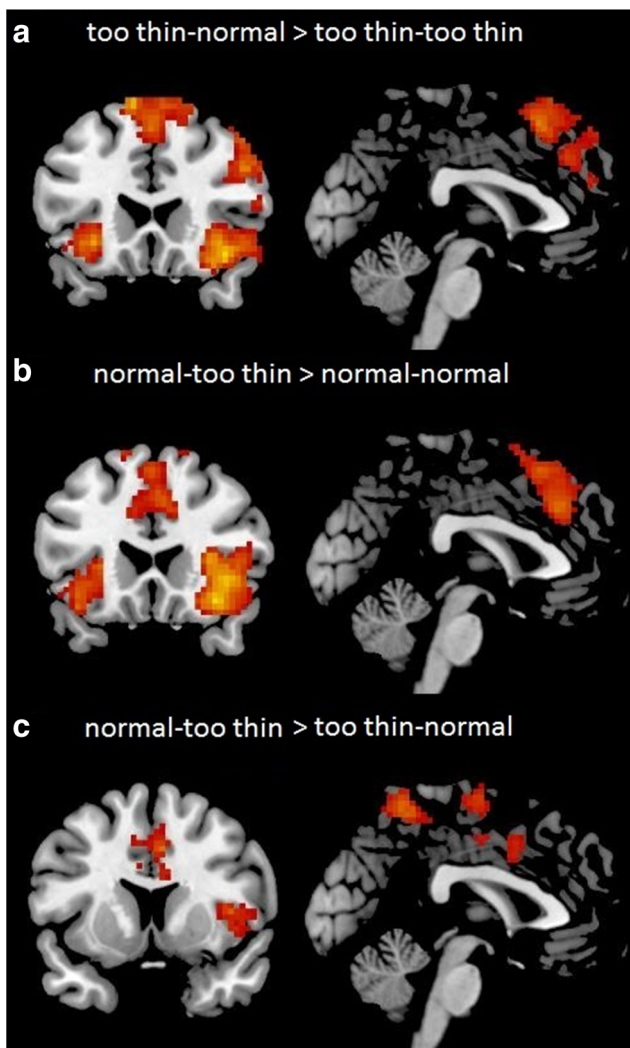 a
too thin-normal > too thin-too thin
b
normal-too thin > normal-normal
c
normal-too thin > too thin-normal